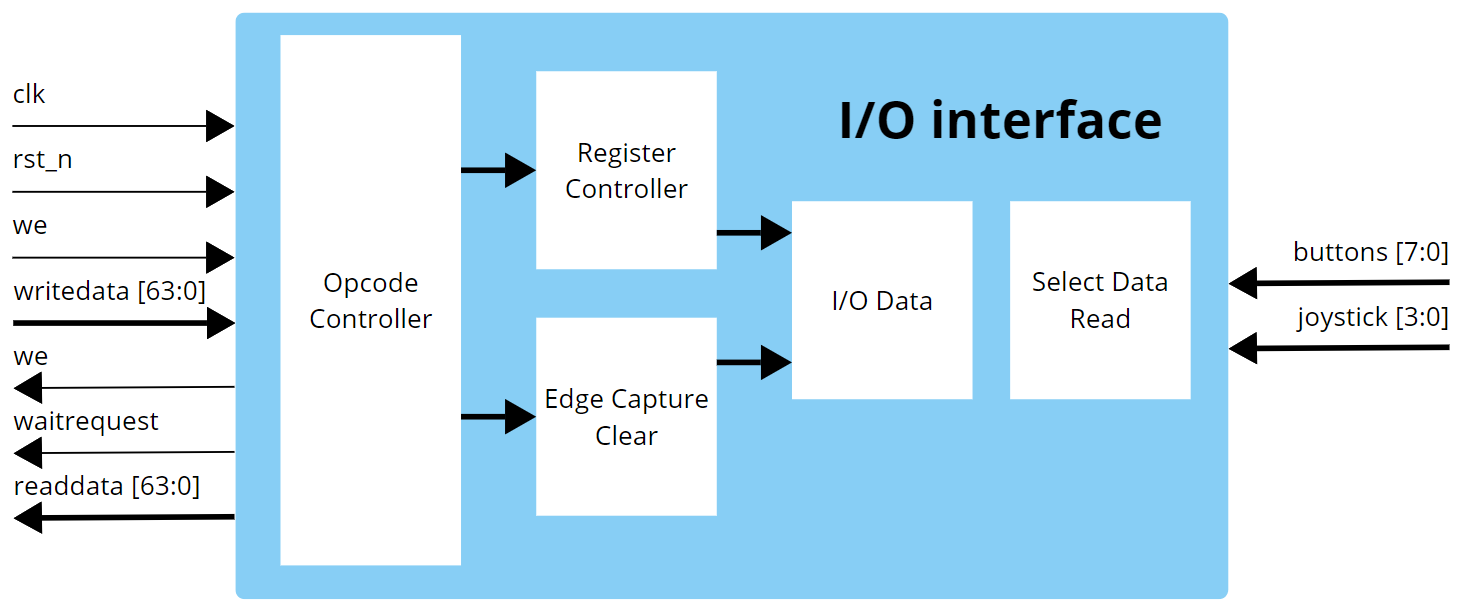 clk
rst_n
we
writedata [63:0]
we
waitrequest
readdata [63:0]
Opcode
Controller
Register
Controller
Edge Capture
Clear
I/O interface
I/O Data
Select Data
Read
buttons [7:0]
joystick [3:0]